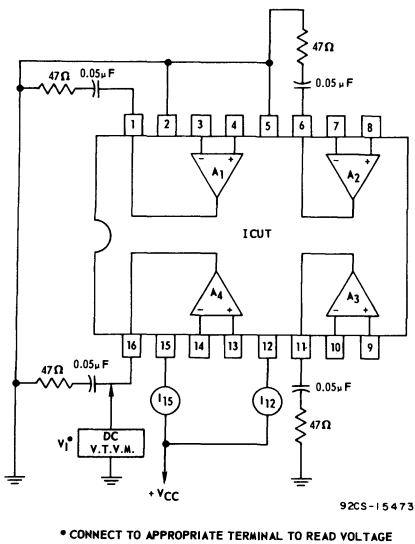 47Ω
0.05μF
47Ω
0.05μF
1
2
3
4
5
6
7
8
- +
A1
- +
A2
ICUT
A4
- +
A3
- +
16
15
14
13
12
11
10
9
47Ω
0.05μF
I15
I12
0.05μF
47Ω
V1•
DC
V.T.V.M.
+VCC
92CS-15473
• CONNECT TO APPROPRIATE TERMINAL TO READ VOLTAGE